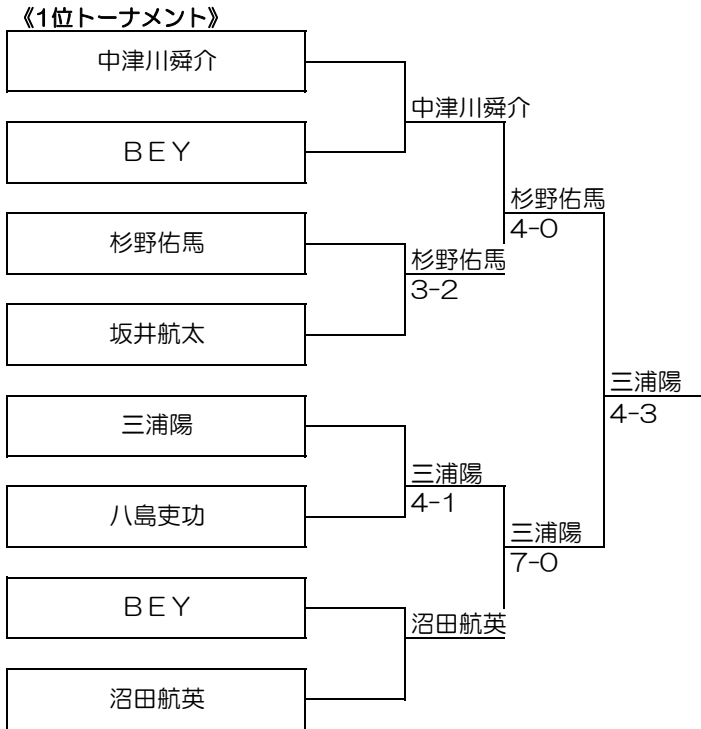 《1位トーナメント》
中津川舜介
BEY
杉野佑馬
坂井航太
三浦陽
八島吏功
BEY
沼田航英
中津川舜介
杉野佑馬
3-2
三浦陽
4-1
沼田航英
杉野佑馬
4-0
三浦陽
7-0
三浦陽
4-3